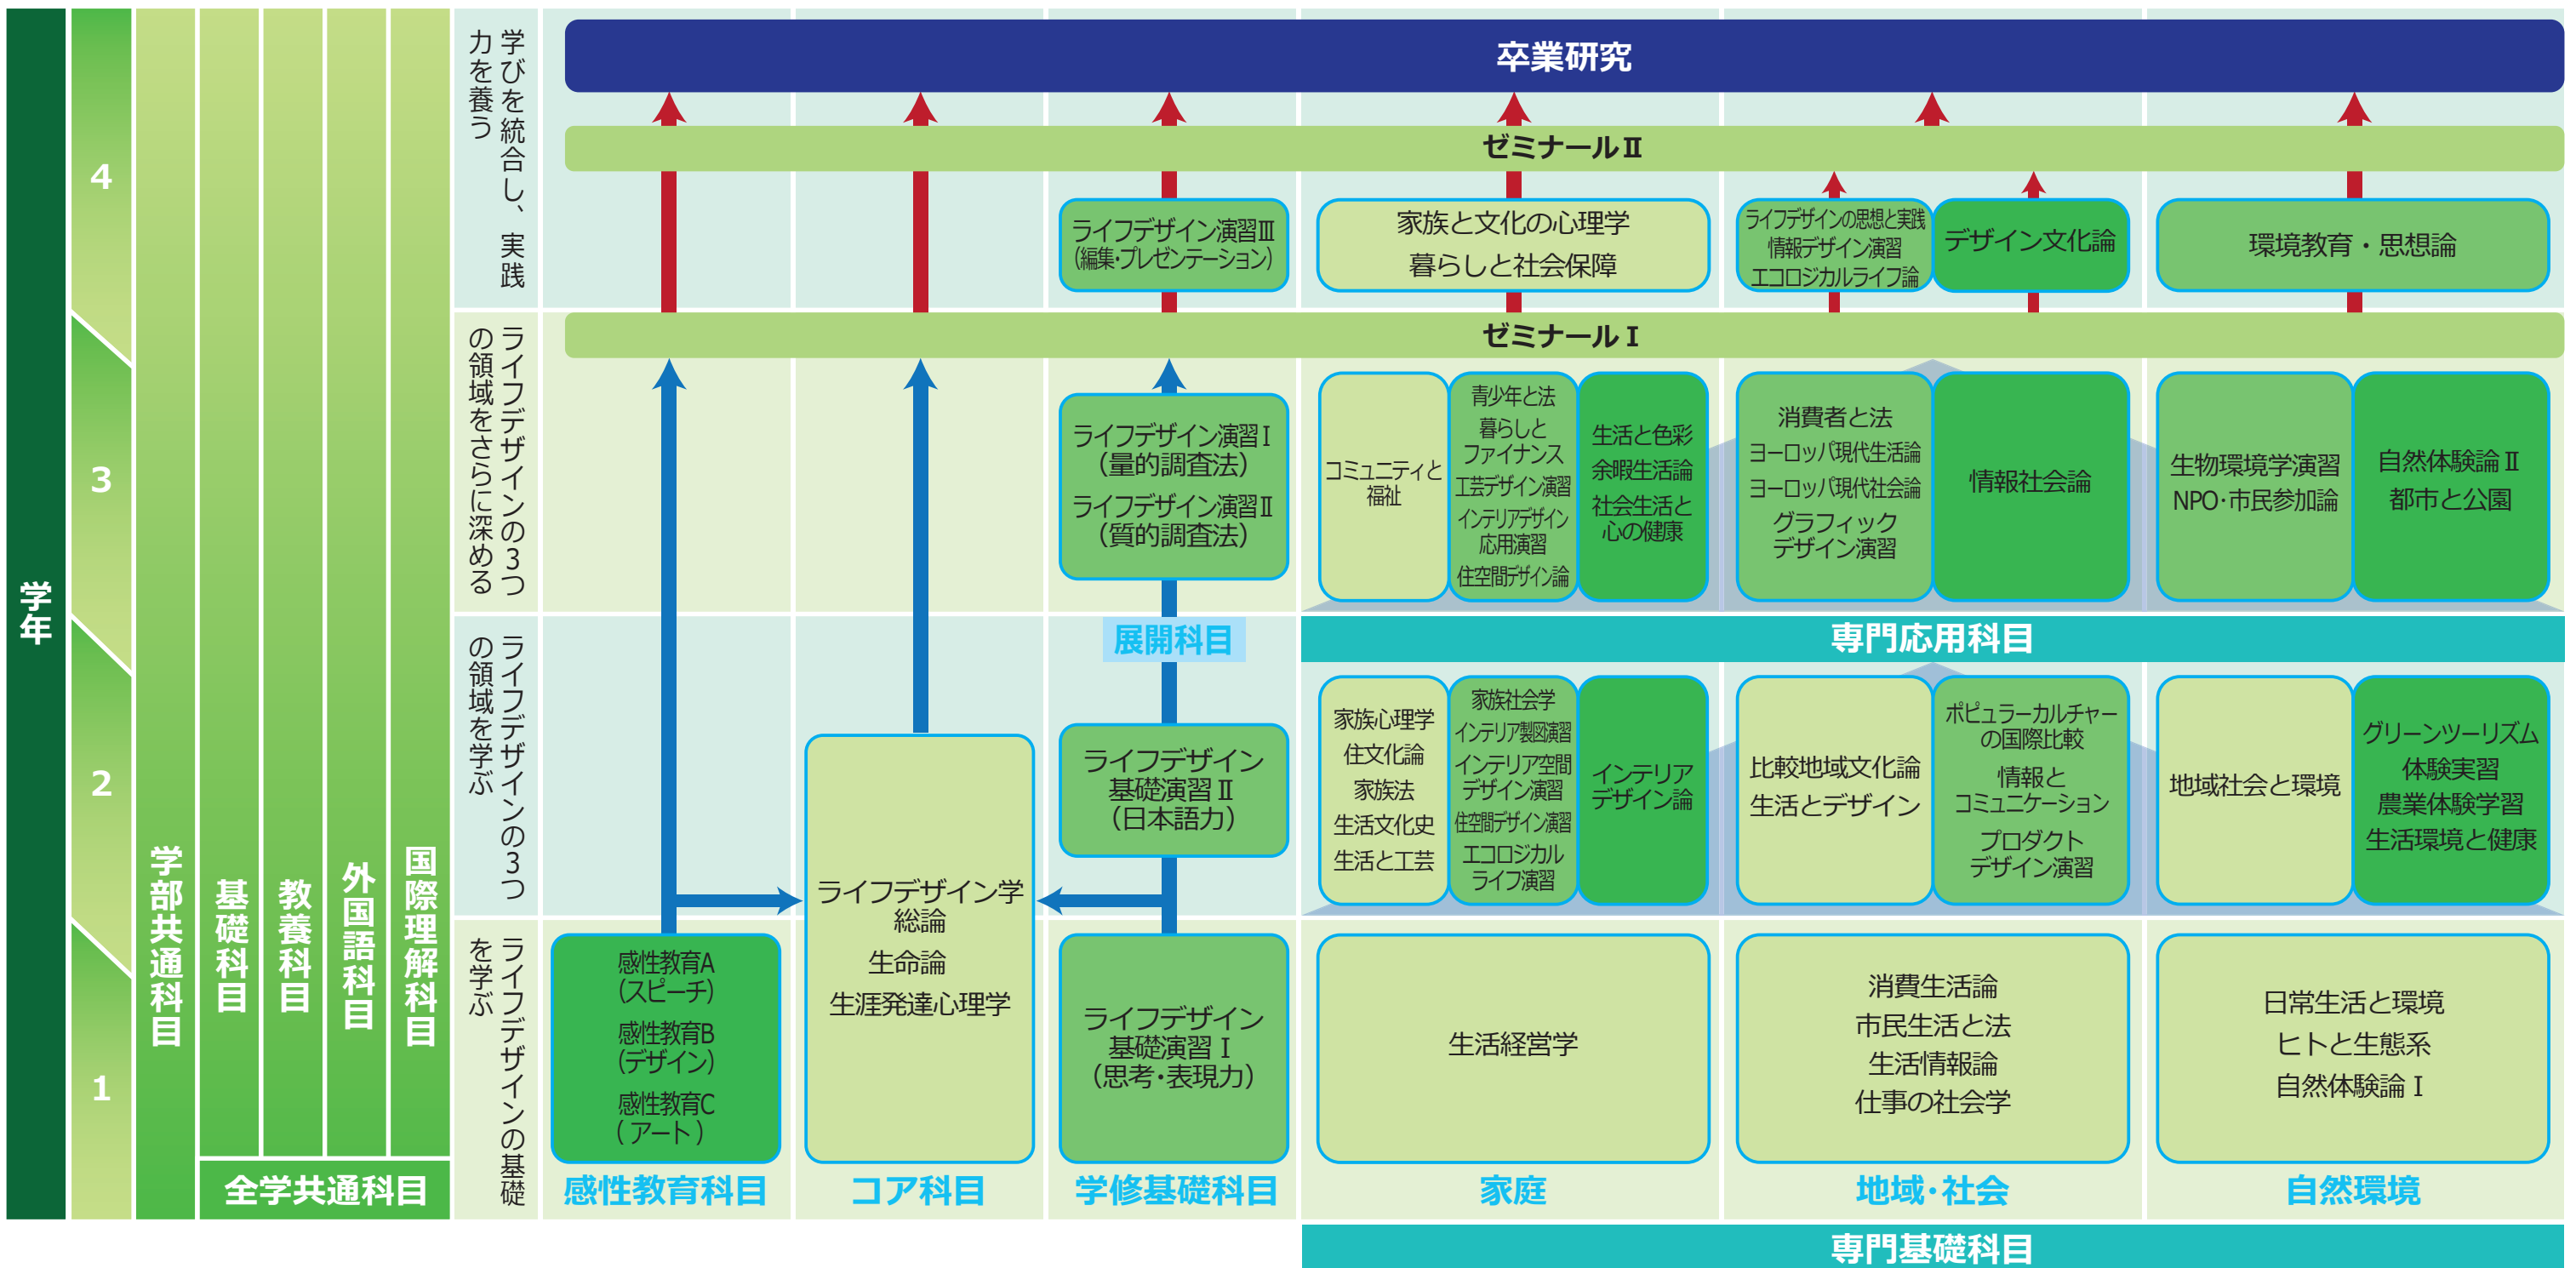 学年
4
3
2
1
学部共通科目
基礎科目
教養科目
外国語科目
国際理解科目
全学共通科目
学びを統合し、実践
力を養う
ライフデザインの3つ
の領域をさらに深める
ライフデザインの3つ
の領域を学ぶ
ライフデザインの基礎
を学ぶ
卒業研究
ゼミナールⅡ
ライフデザイン演習Ⅲ
(編集・プレゼンテーション)
家族と文化の心理学
暮らしと社会保障
ライフデザインの思想と実践
情報デザイン演習
エコロジカルライフ論
デザイン文化論
環境教育・思想論
ゼミナールⅠ
ライフデザイン演習Ⅰ
(量的調査法)
ライフデザイン演習Ⅱ
(質的調査法)
コミュニティと
福祉
青少年と法
暮らしと
ファイナンス
工芸デザイン演習
インテリアデザイン
応用演習
住空間デザイン論
生活と色彩
余暇生活論
社会生活と
心の健康
消費者と法
ヨーロッパ現代生活論
ヨーロッパ現代社会論
グラフィック
デザイン演習
情報社会論
生物環境学演習
NPO・市民参加論
自然体験論Ⅱ
都市と公園
展開科目
専門応用科目
ライフデザイン
基礎演習Ⅱ
(日本語力)
家族心理学
住文化論
家族法
生活文化史
生活と工芸
家族社会学
インテリア製図演習
インテリア空間
デザイン演習
住空間デザイン演習
エコロジカル
ライフ演習
インテリア
デザイン論
比較地域文化論
生活とデザイン
ポピュラーカルチャー
の国際比較
情報と
コミュニケーション
プロダクト
デザイン演習
地域社会と環境
グリーンツーリズム
体験実習
農業体験学習
生活環境と健康
感性教育A
(スピーチ)
感性教育B
(デザイン)
感性教育C
(アート)
ライフデザイン学
総論
生命論
生涯発達心理学
ライフデザイン
基礎演習Ⅰ
(思考・表現力)
生活経営学
消費生活論
市民生活と法
生活情報論
仕事の社会学
日常生活と環境
ヒトと生態系
自然体験論Ⅰ
感性教育科目
コア科目
学修基礎科目
家庭
地域・社会
自然環境
専門基礎科目